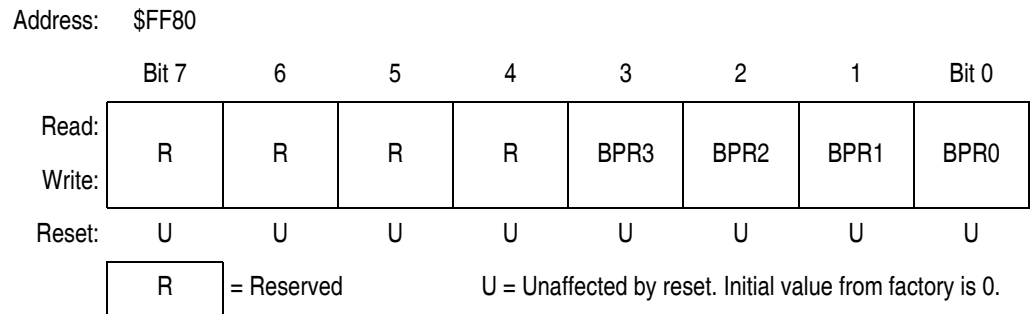 Address: $FF80
Bit 7 6 5 4 3 2 1 Bit 0
Read:
R R R R BPR3 BPR2 BPR1 BPR0
Write:
Reset: U U U U U U U U
R = Reserved U = Unaffected by reset. Initial value from factory is 0.